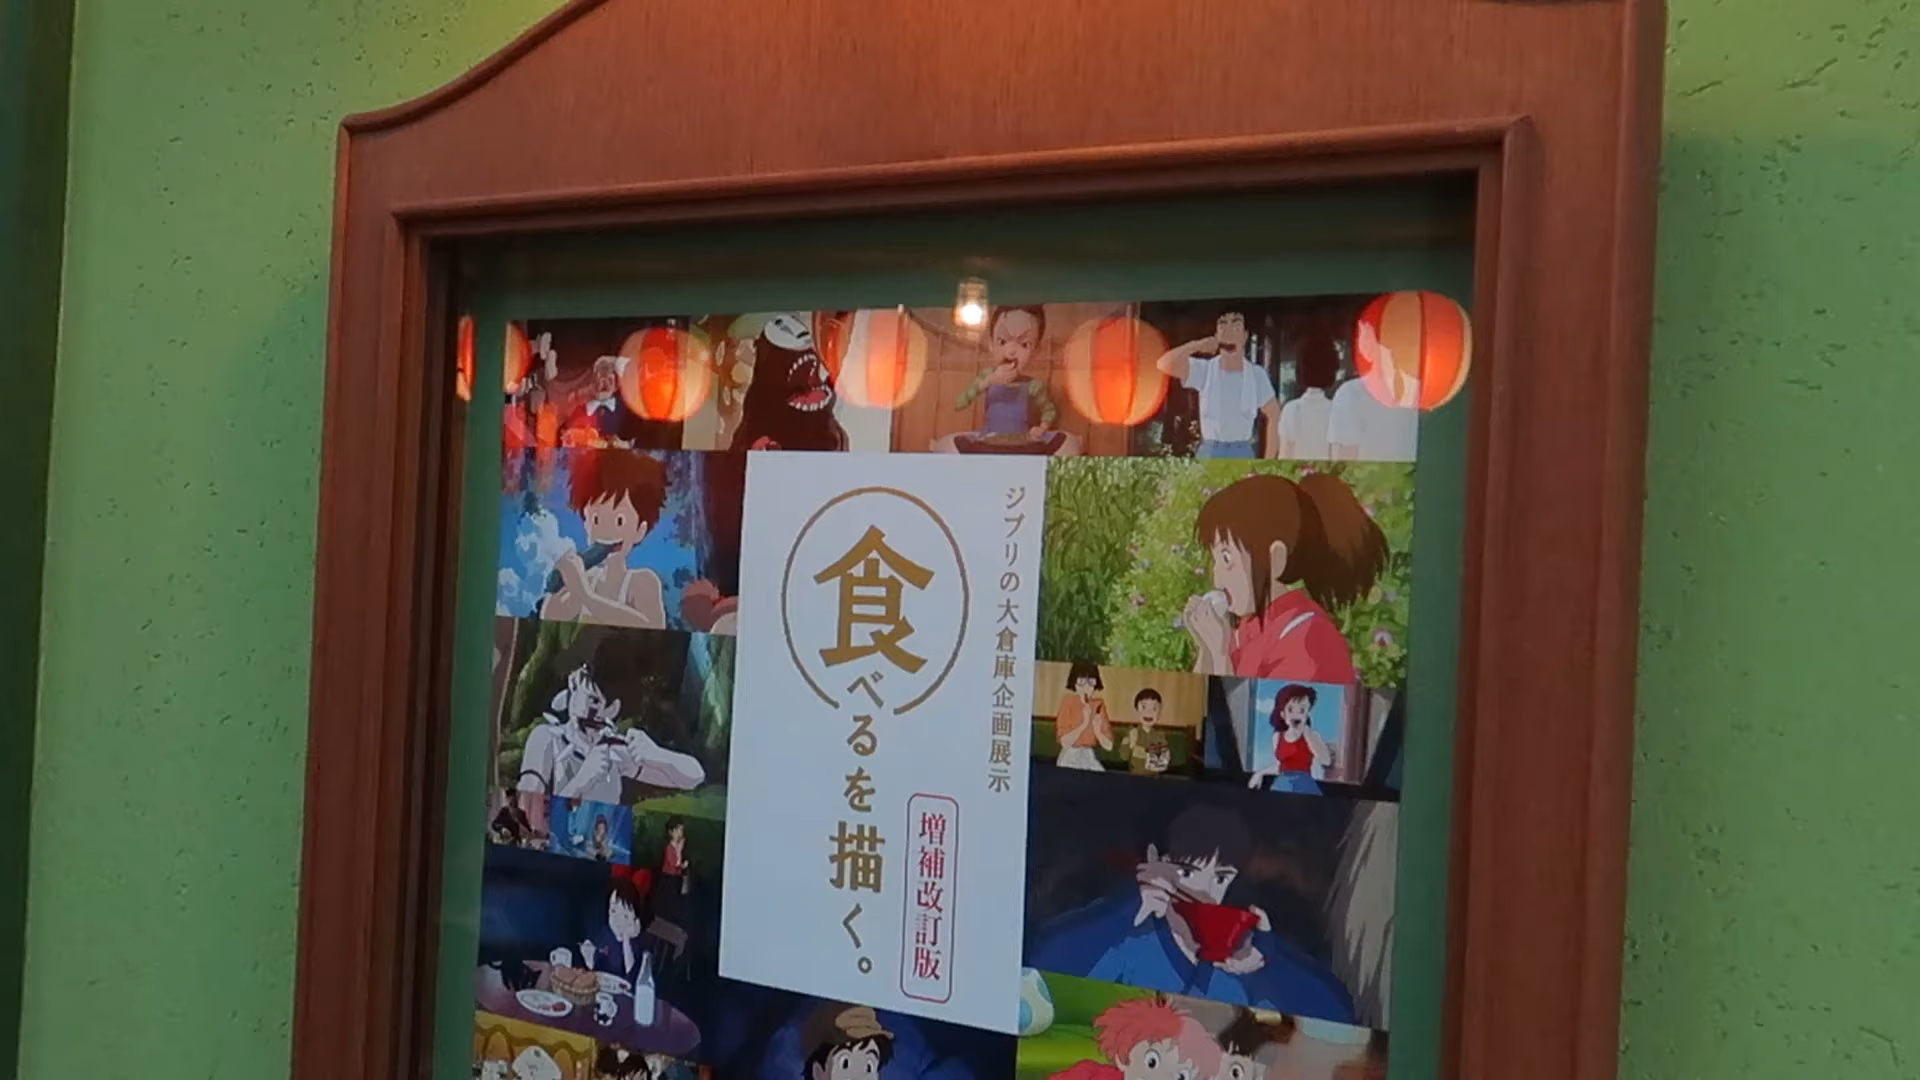 ジブリの大倉庫企画展示
食べるを描く。
増補改訂版